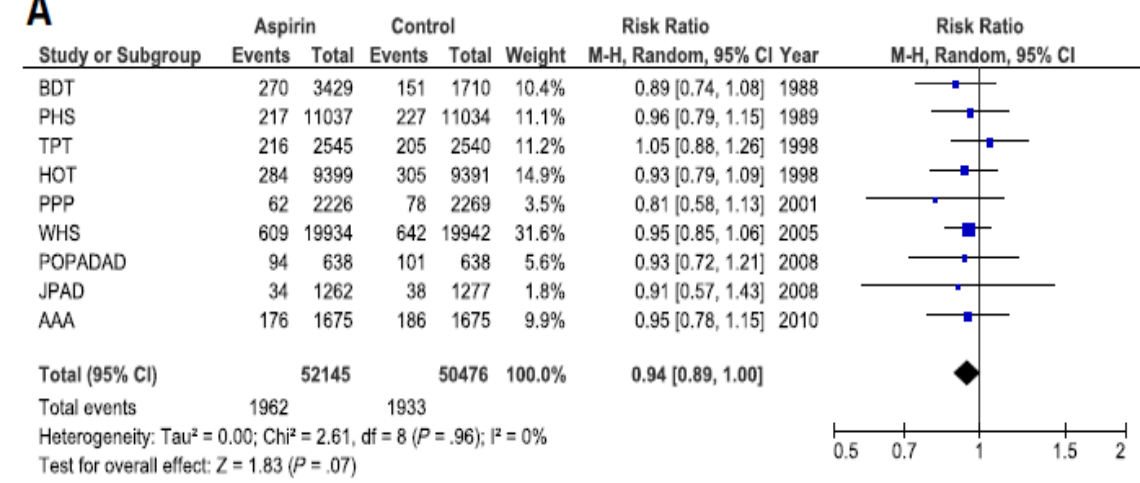 A
Aspirin Control Risk Ratio Risk Ratio
Study or Subgroup Events Total Events Total Weight M-H, Random, 95% CI Year M-H, Random, 95% CI
BDT 270 3429 151 1710 10.4% 0.89 [0.74, 1.08] 1988
PHS 217 11037 227 11034 11.1% 0.96 [0.79, 1.15] 1989
TPT 216 2545 205 2540 11.2% 1.05 [0.88, 1.26] 1998
HOT 284 9399 305 9391 14.9% 0.93 [0.79, 1.09] 1998
PPP 62 2226 78 2269 3.5% 0.81 [0.58, 1.13] 2001
WHS 609 19934 642 19942 31.6% 0.95 [0.85, 1.06] 2005
POPADAD 94 638 101 638 5.6% 0.93 [0.72, 1.21] 2008
JPAD 34 1262 38 1277 1.8% 0.91 [0.57, 1.43] 2008
AAA 176 1675 186 1675 9.9% 0.95 [0.78, 1.15] 2010
Total (95% CI) 52145 50476 100.0% 0.94 [0.89, 1.00]
Total events 1962 1933
Heterogeneity: Tau² = 0.00; Chi² = 2.61, df = 8 (P = .96); I² = 0%
Test for overall effect: Z = 1.83 (P = .07)
0.5 0.7 1 1.5 2